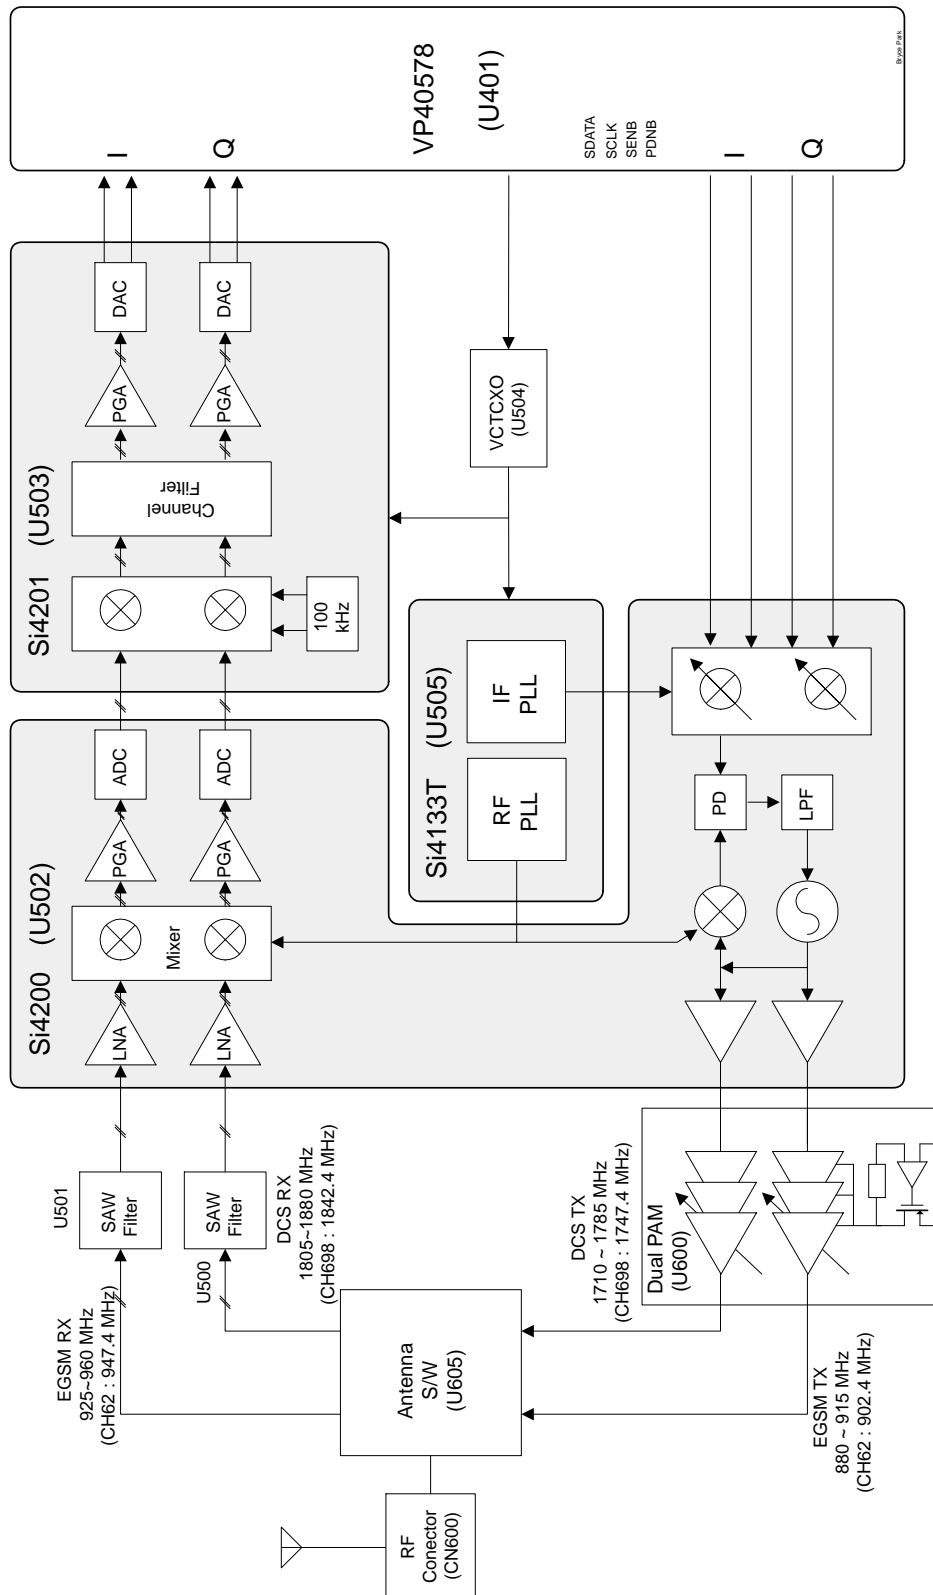 RF
Conector
(CN600)
Antenna
S/W
(U605)
EGSM RX
925~960 MHz
(CH62 : 947.4 MHz)
U501
SAW
Filter
U500
SAW
Filter
DCS RX
1805~1880 MHz
(CH698 : 1842.4 MHz)
DCS TX
1710 ~ 1785 MHz
(CH698 : 1747.4 MHz)
EGSM TX
880 ~ 915 MHz
(CH62 : 902.4 MHz)
Dual PAM
(U600)
Si4200 (U502)
LNA
LNA
Mixer
PGA
PGA
ADC
ADC
Si4133T (U505)
RF
PLL
IF
PLL
PD
LPF
Si4201 (U503)
100
kHz
Channel
Filter
PGA
PGA
DAC
DAC
VCTCXO
(U504)
I
Q
VP40578
(U401)
SDATA
SCLK
SENB
PDNB
I
Q
Bryce Park